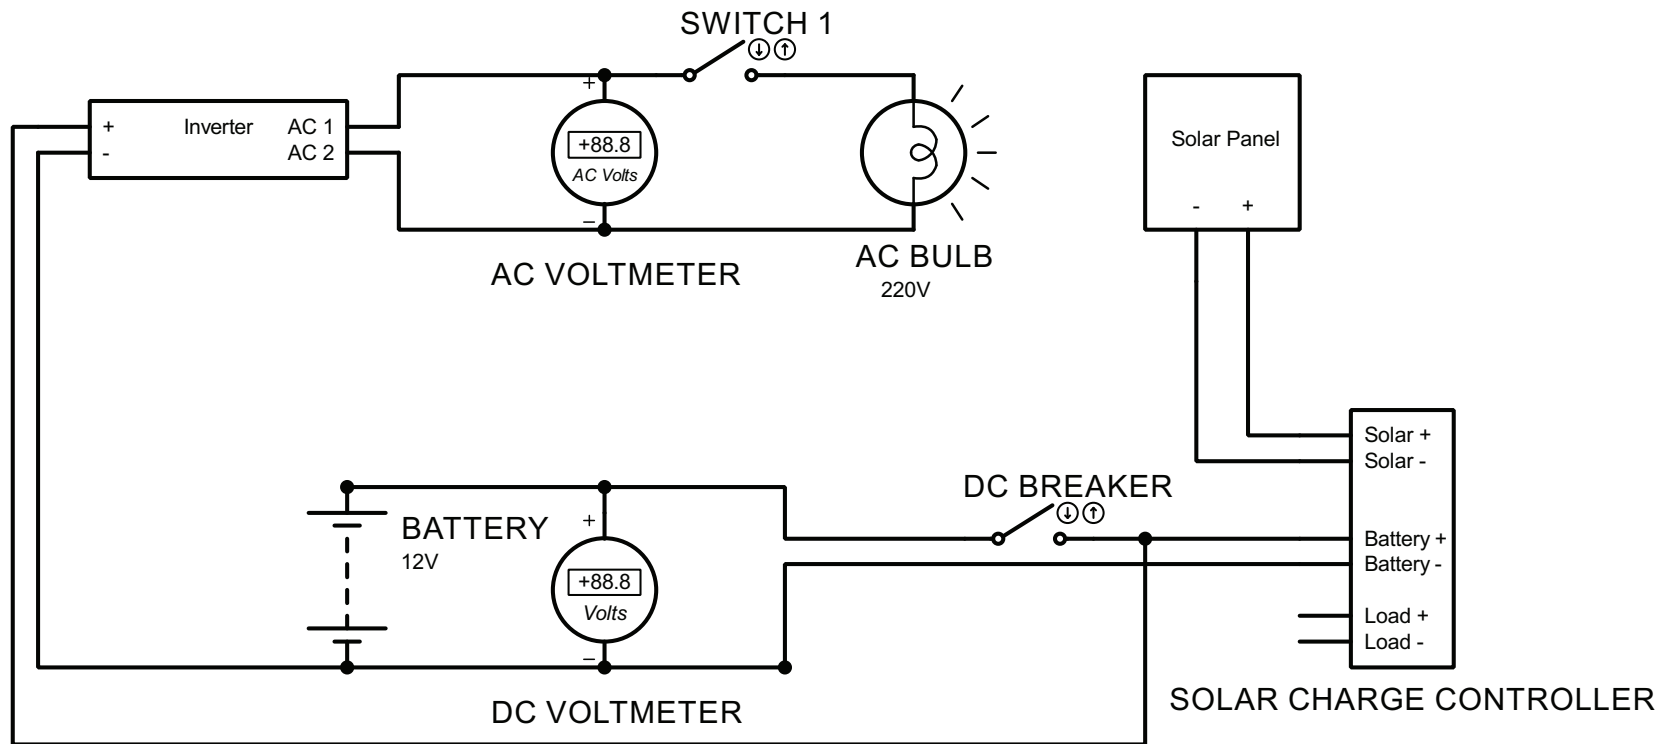 SWITCH 1
+ Inverter AC 1
- AC 2
+
+88.8
AC Volts
−
AC VOLTMETER
AC BULB
220V
Solar Panel
- +
Solar +
Solar -
DC BREAKER
Battery +
Battery -
Load +
Load -
SOLAR CHARGE CONTROLLER
BATTERY
12V
+
+88.8
Volts
−
DC VOLTMETER